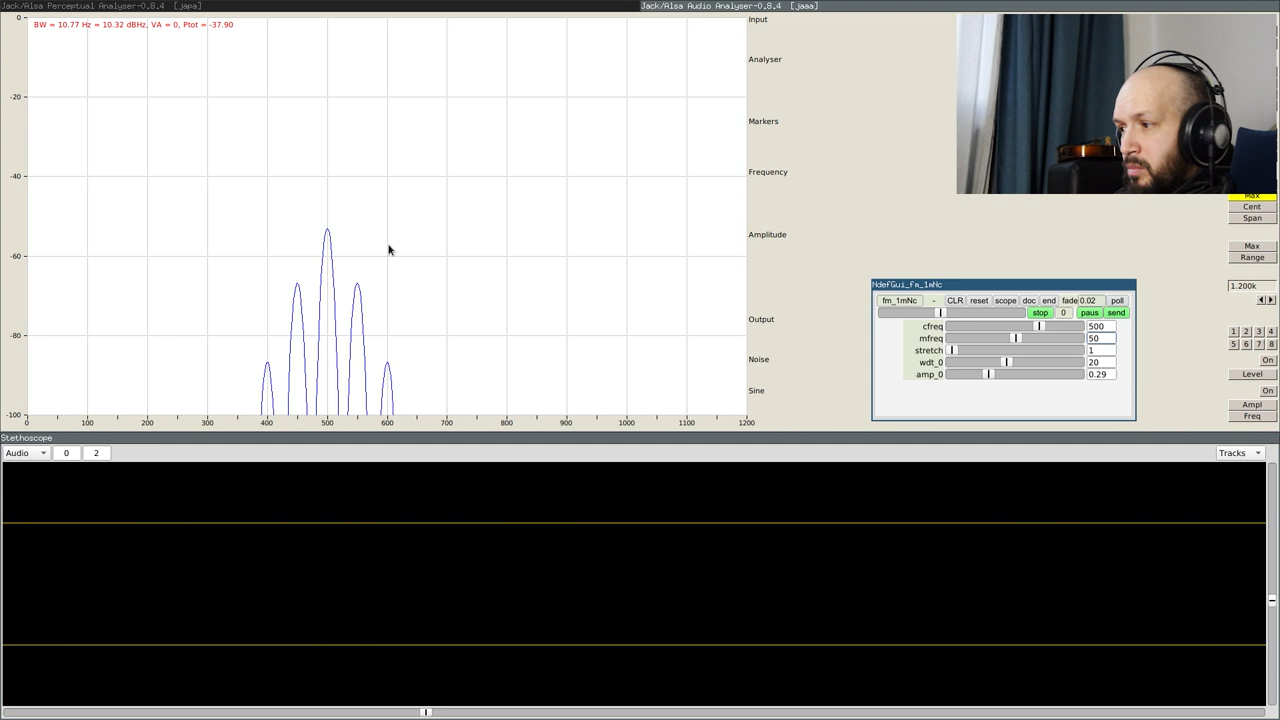 Jack/Alsa Perceptual Analyser-0.8.4 [japa]
Jack/Alsa Audio Analyser-0.8.4 [jaaa]
BW = 10.77 Hz = 10.32 dBHz, VA = 0, Ptot = -37.90
0
-20
-40
-60
-80
-100
0 100 200 300 400 500 600 700 800 900 1000 1100 1200
Input
Analyser
Markers
Frequency
Amplitude
Output
Noise
Sine
Max
Cent
Span
Max
Range
1.200k
1 2 3 4
5 6 7 8
On
Level
On
Ampl
Freq
NdefGui_fm_1mNc
fm_1mNc - CLR reset scope doc end fade 0.02 poll
stop 0 paus send
cfreq 500
mfreq 50
stretch 1
wdt_0 20
amp_0 0.29
Stethoscope
Audio 0 2 Tracks